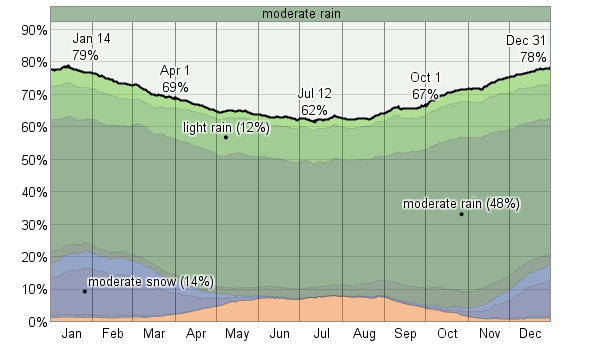 moderate rain
90%
80%
70%
60%
50%
40%
30%
20%
10%
0%
Jan 14
79%
Apr 1
69%
Jul 12
62%
Oct 1
67%
Dec 31
78%
light rain (12%)
moderate rain (48%)
moderate snow (14%)
Jan Feb Mar Apr May Jun Jul Aug Sep Oct Nov Dec